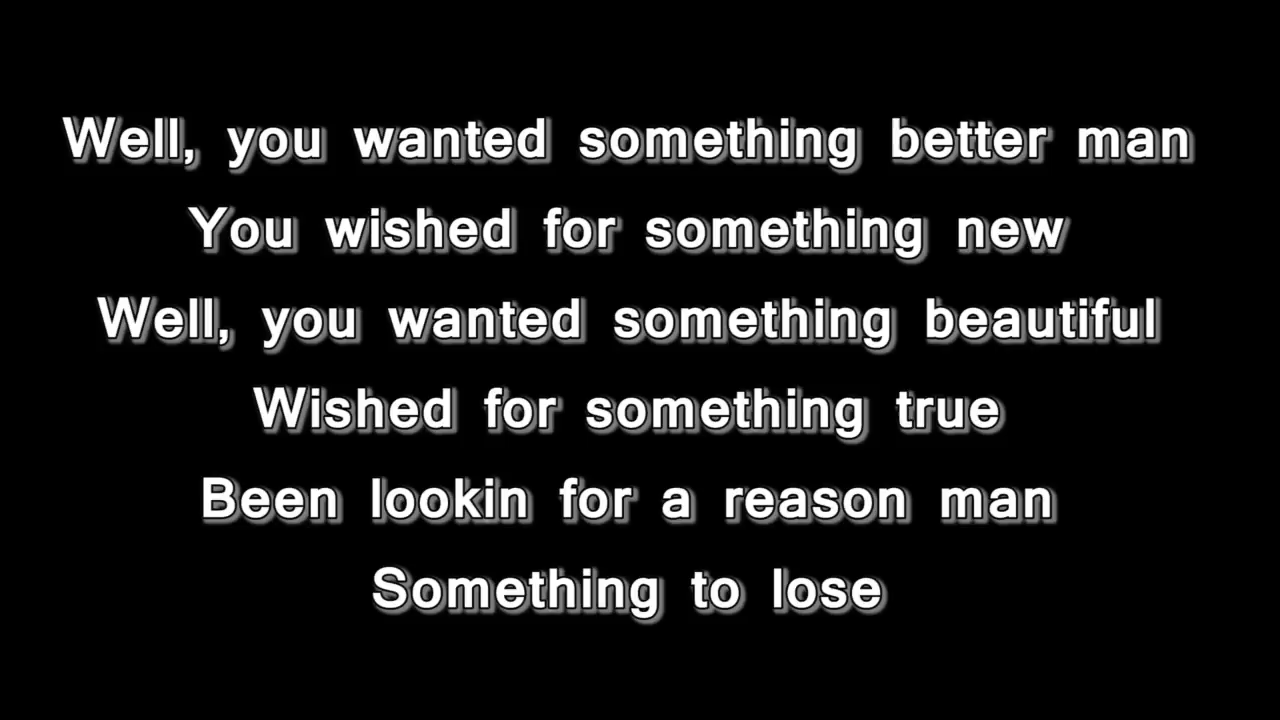 Well, you wanted something better man
You wished for something new
Well, you wanted something beautiful
Wished for something true
Been lookin for a reason man
Something to lose